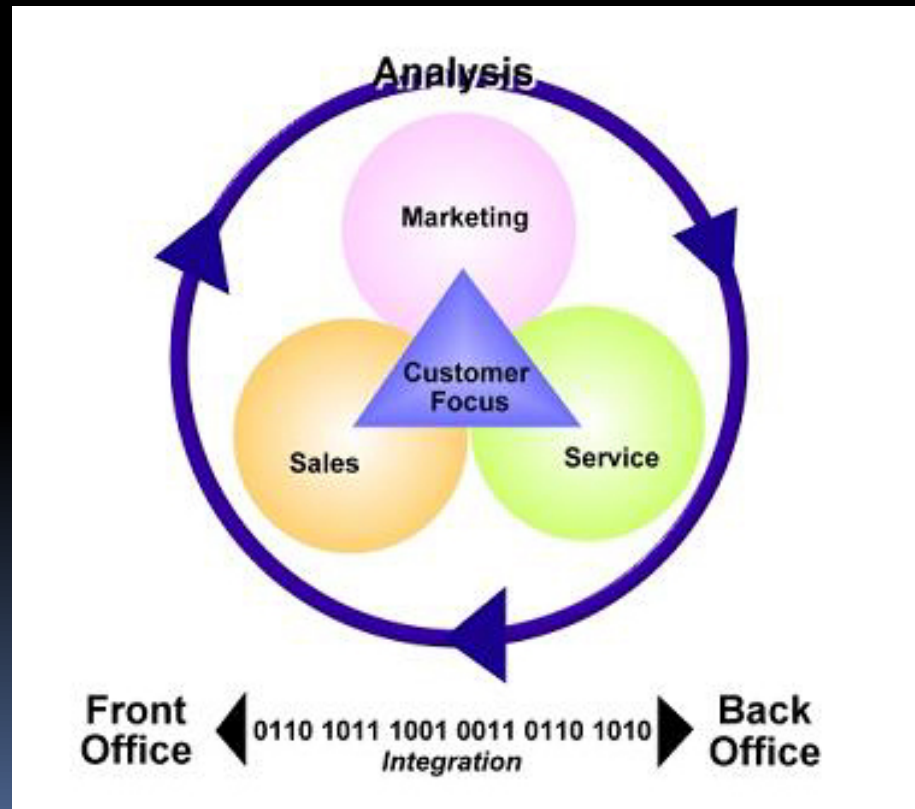 Analysis
Marketing
Customer
Focus
Sales
Service
Front
Office
0110 1011 1001 0011 0110 1010
Integration
Back
Office